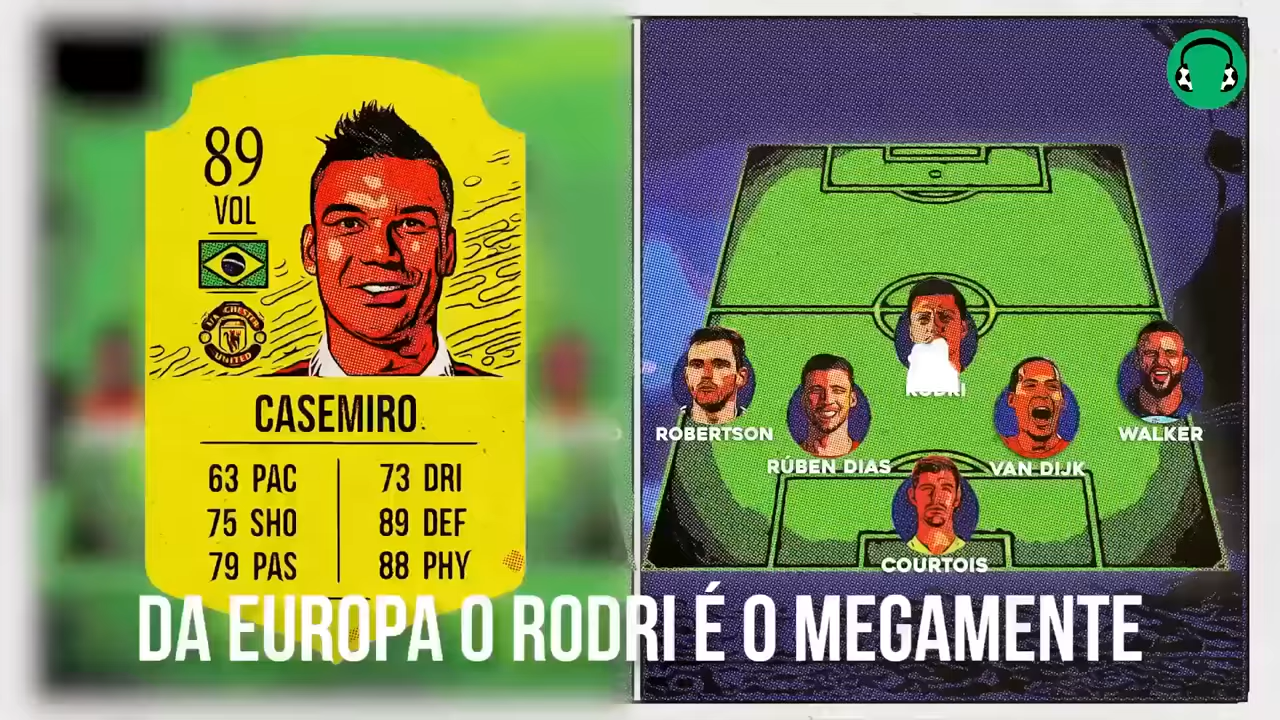 89
VOL
UNITED
CASEMIRO
63 PAC
73 DRI
75 SHO
89 DEF
79 PAS
88 PHY
RODRI
ROBERTSON
WALKER
RÚBEN DIAS
VAN DIJK
COURTOIS
DA EUROPA O RODRI É O MEGAMENTE